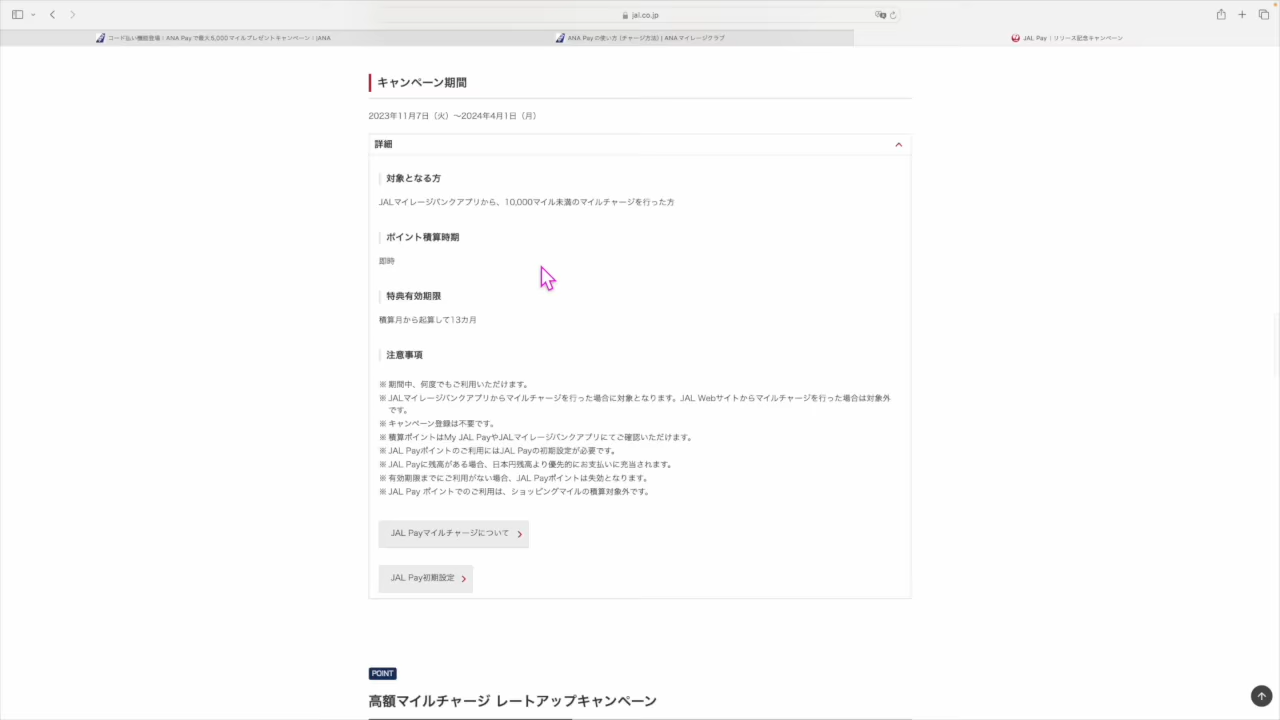 jal.co.jp
コード払い機能登場:ANA Payで最大5,000マイルプレゼントキャンペーン|ANA
ANA Payの使い方(チャージ方法)|ANAマイレージクラブ
JAL Pay | リリース記念キャンペーン
キャンペーン期間
2023年11月7日(火)〜2024年4月1日(月)
詳細
対象となる方
JALマイレージバンクアプリから、10,000マイル未満のマイルチャージを行った方
ポイント積算時期
即時
特典有効期限
積算月から起算して13カ月
注意事項
※ 期間中、何度でもご利用いただけます。
※ JALマイレージバンクアプリからマイルチャージを行った場合に対象となります。JAL Webサイトからマイルチャージを行った場合は対象外
です。
※ キャンペーン登録は不要です。
※ 積算ポイントはMy JAL PayやJALマイレージバンクアプリにてご確認いただけます。
※ JAL Payポイントのご利用にはJAL Payの初期設定が必要です。
※ JAL Payに残高がある場合、日本円残高より優先的にお支払いに充当されます。
※ 有効期限までにご利用がない場合、JAL Payポイントは失効となります。
※ JAL Pay ポイントでのご利用は、ショッピングマイルの積算対象外です。
JAL Payマイルチャージについて
JAL Pay初期設定
POINT
高額マイルチャージ レートアップキャンペーン